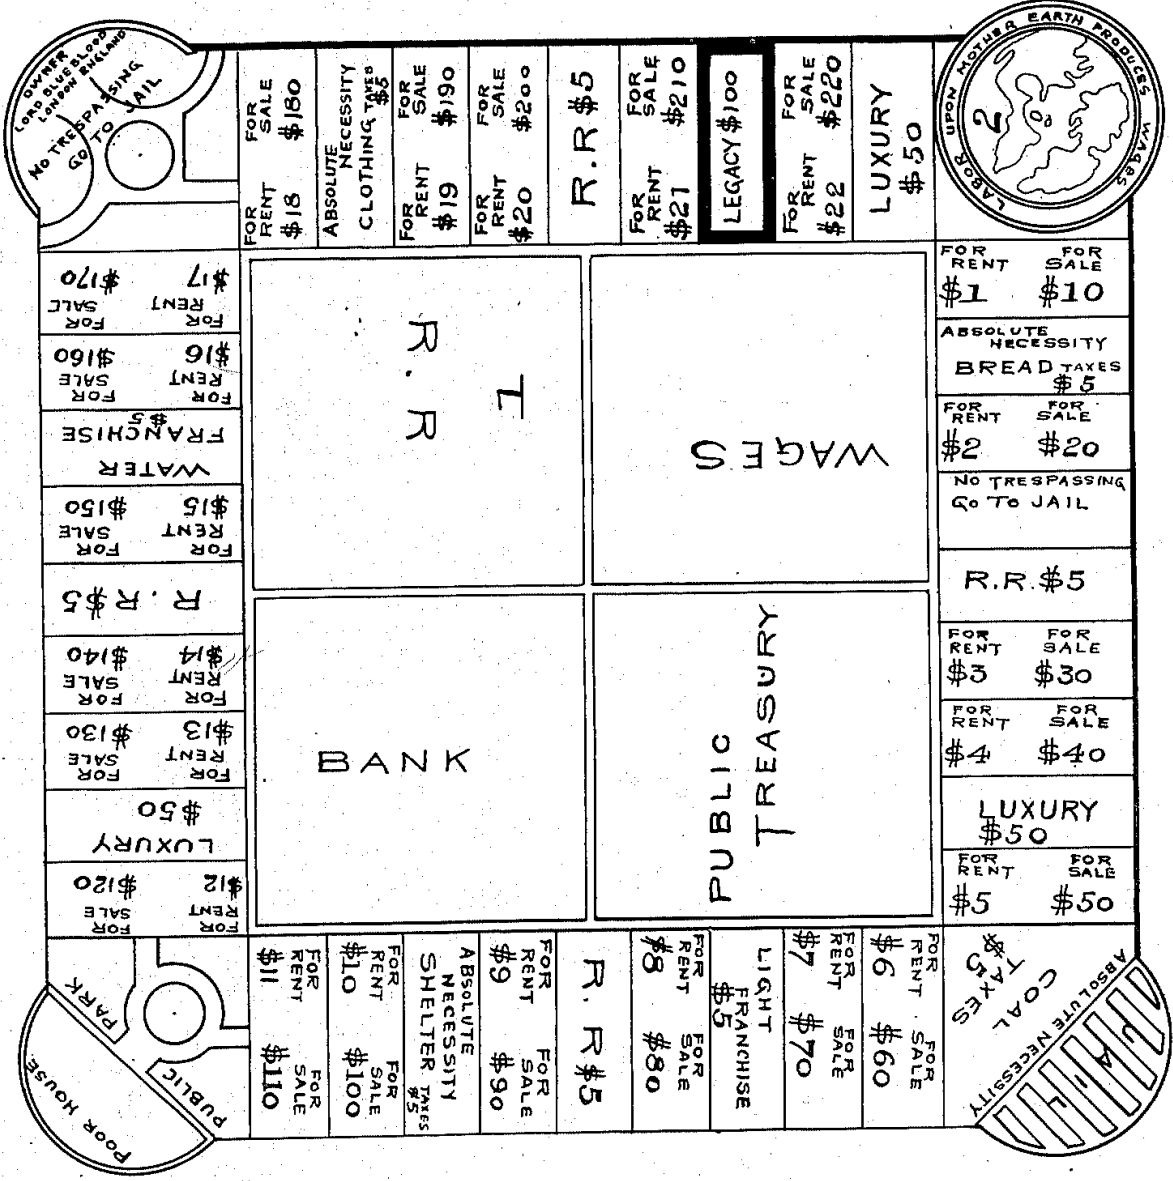 LABOR UPON MOTHER EARTH PRODUCES WAGES
2
FOR RENT
$1
FOR SALE
$10
ABSOLUTE
NECESSITY
BREAD TAXES
$5
FOR RENT
$2
FOR SALE
$20
NO TRESPASSING
GO TO JAIL
R.R. $5
FOR RENT
$3
FOR SALE
$30
FOR RENT
$4
FOR SALE
$40
LUXURY
$50
FOR RENT
$5
FOR SALE
$50
ABSOLUTE NECESSITY
COAL
TAXES
$5
JAIL
FOR RENT
$6
FOR SALE
$60
FOR RENT
$7
FOR SALE
$70
LIGHT
FRANCHISE
$5
FOR RENT
$8
FOR SALE
$80
R. R $5
FOR RENT
$9
FOR SALE
$90
ABSOLUTE
NECESSITY
SHELTER TAXES
$5
FOR RENT
$10
FOR SALE
$100
FOR RENT
$11
FOR SALE
$110
PUBLIC PARK
POOR HOUSE
FOR RENT
$12
FOR SALE
$120
LUXURY
$50
FOR RENT
$13
FOR SALE
$130
FOR RENT
$14
FOR SALE
$140
R.R $5
FOR RENT
$15
FOR SALE
$150
WATER
FRANCHISE
$5
FOR RENT
$16
FOR SALE
$160
FOR RENT
$17
FOR SALE
$170
OWNER
LORD BLUEBLOOD
LONDON ENGLAND
NO TRESPASSING
GO TO JAIL
FOR RENT
$18
FOR SALE
$180
ABSOLUTE
NECESSITY
CLOTHING TAXES
$5
FOR RENT
$19
FOR SALE
$190
FOR RENT
$20
FOR SALE
$200
R.R $5
FOR RENT
$21
FOR SALE
$210
LEGACY $100
FOR RENT
$22
FOR SALE
$220
LUXURY
$50
R. R
1
WAGES
BANK
PUBLIC
TREASURY